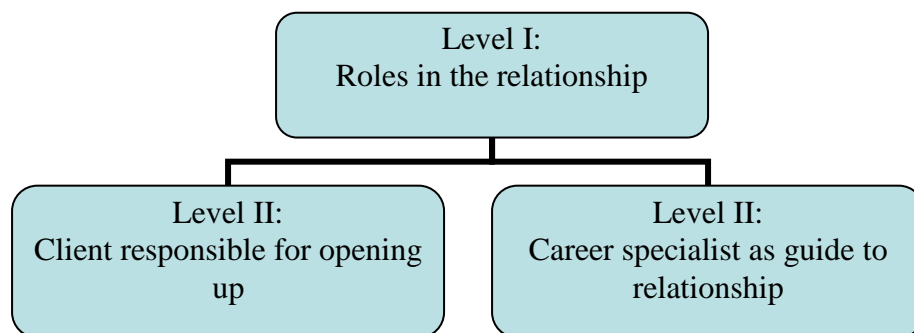 Level I:
Roles in the relationship
Level II:
Client responsible for opening
up
Level II:
Career specialist as guide to
relationship